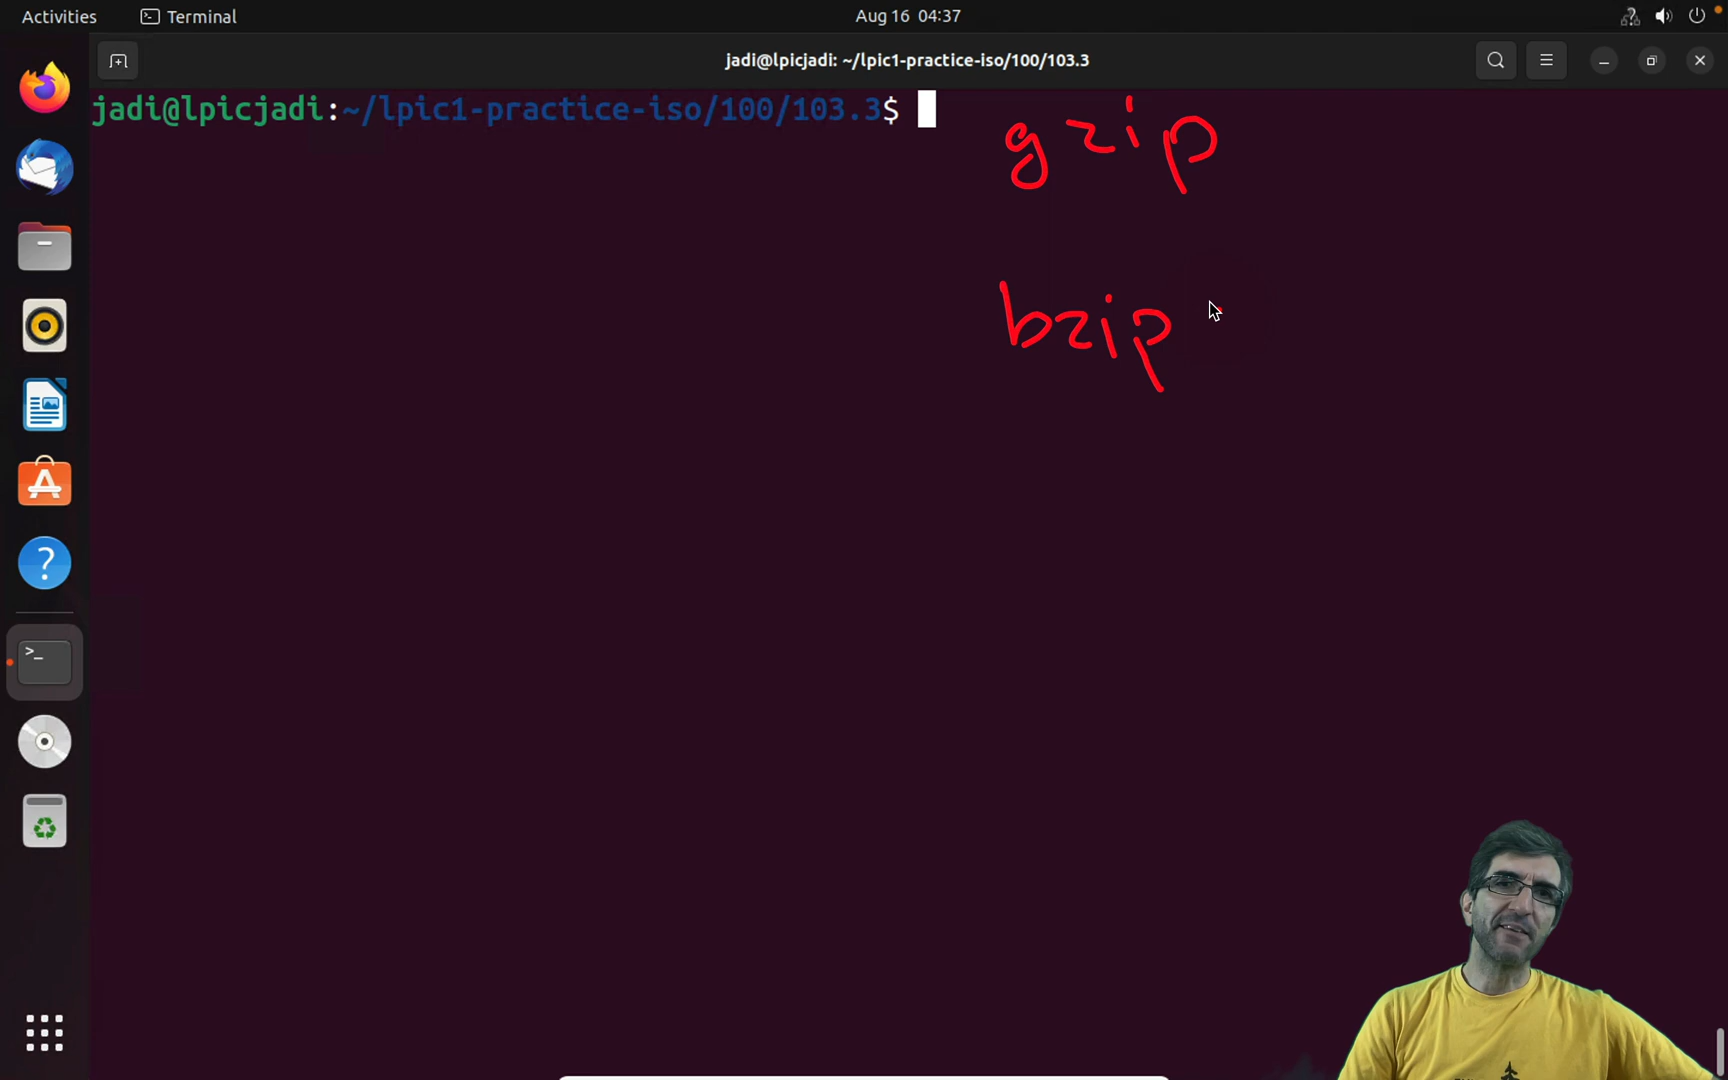 Activities Terminal Aug 16 04:37
jadi@lpicjadi: ~/lpic1-practice-iso/100/103.3
jadi@lpicjadi:~/lpic1-practice-iso/100/103.3$
gzip
bzip